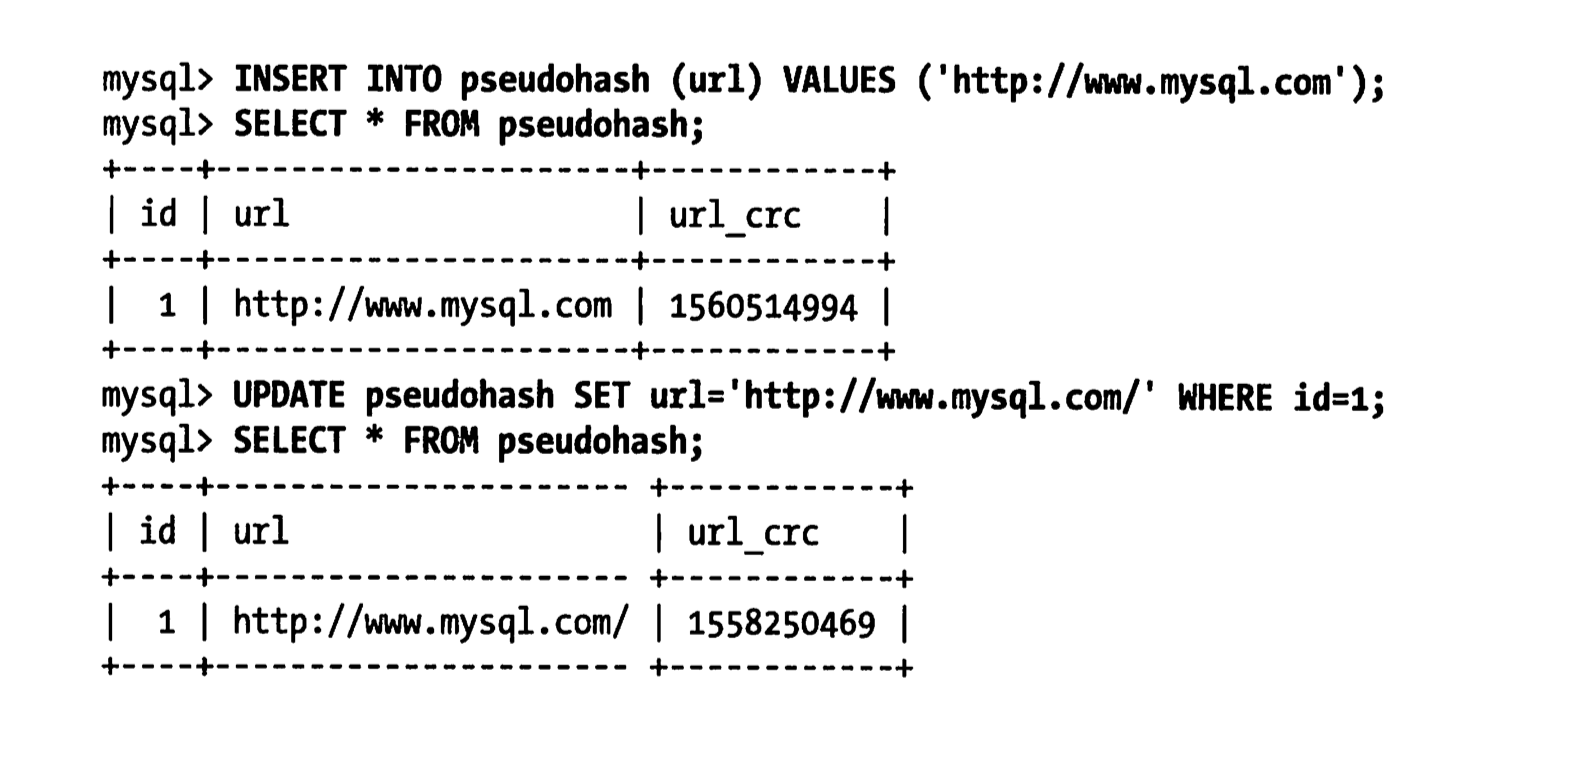 mysql> INSERT INTO pseudohash (url) VALUES ('http://www.mysql.com');
mysql> SELECT * FROM pseudohash;
+----+----------------------+------------+
| id | url                  | url_crc    |
+----+----------------------+------------+
|  1 | http://www.mysql.com | 1560514994 |
+----+----------------------+------------+
mysql> UPDATE pseudohash SET url='http://www.mysql.com/' WHERE id=1;
mysql> SELECT * FROM pseudohash;
+----+---------------------- +------------+
| id | url                   | url_crc    |
+----+---------------------- +------------+
|  1 | http://www.mysql.com/ | 1558250469 |
+----+---------------------- +------------+